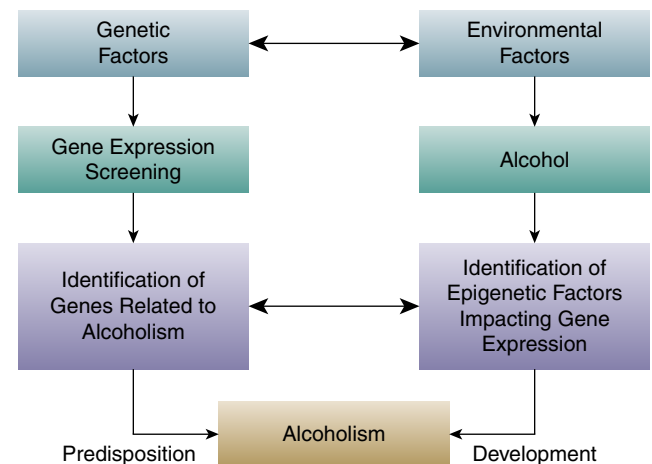 Genetic
Factors
Environmental
Factors
Gene Expression
Screening
Alcohol
Identification of
Genes Related to
Alcoholism
Identification of
Epigenetic Factors
Impacting Gene
Expression
Alcoholism
Predisposition
Development